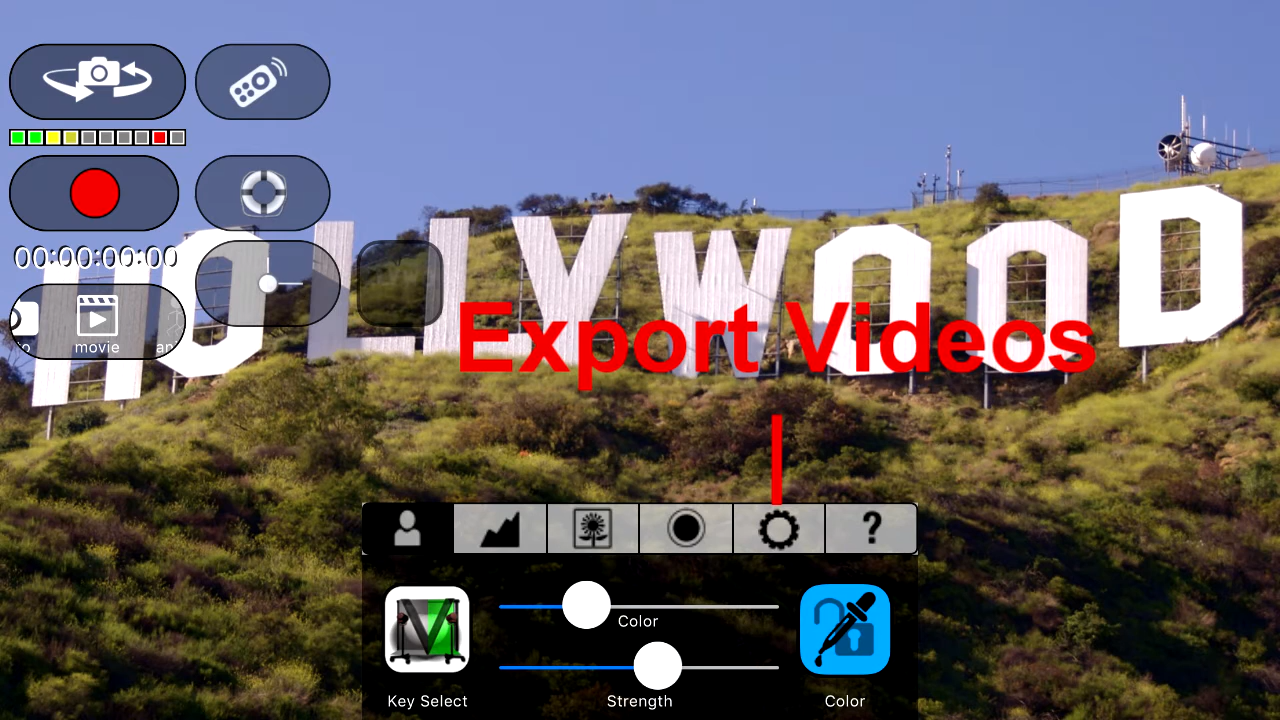 00:00:00:00
movie
HOLLYWOOD
Export Videos
?
Color
Key Select
Strength
Color